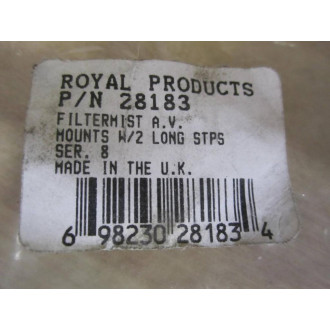 ROYAL PRODUCTS
P/N 28183
FILTERMIST A.V.
MOUNTS W/2 LONG STPS
SER. 8
MADE IN THE U.K.
6 98230 28183 4